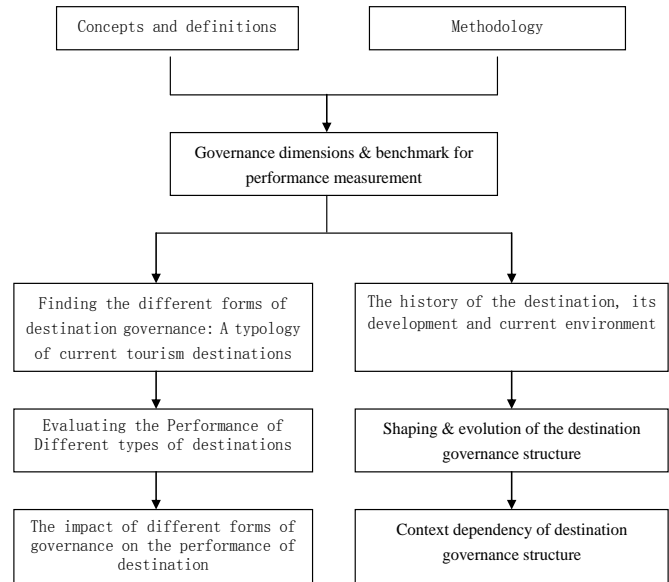 Concepts and definitions
Methodology
Governance dimensions & benchmark for
performance measurement
Finding the different forms of
destination governance: A typology
of current tourism destinations
The history of the destination, its
development and current environment
Evaluating the Performance of
Different types of destinations
Shaping & evolution of the destination
governance structure
The impact of different forms of
governance on the performance of
destination
Context dependency of destination
governance structure